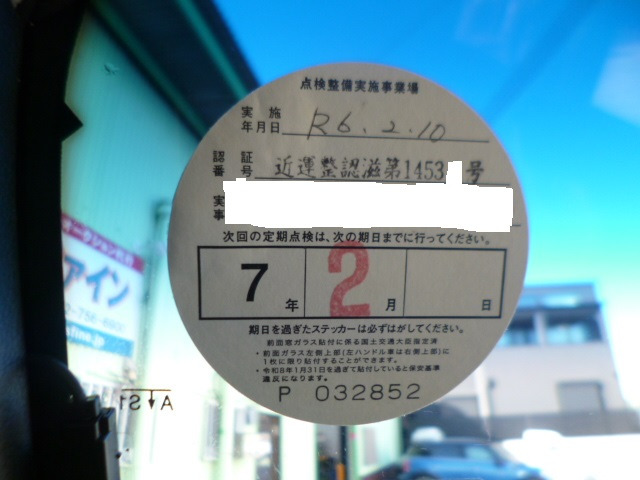 点検整備実施事業場
実施
年月日 R6.2.10
認証
番号 近運整認滋第1453 号
実
事
次回の定期点検は、次の期日までに行ってください。
7年 2月 日
期日を過ぎたステッカーは必ずはがしてください。
前面窓ガラス貼付に係る国土交通大臣指定済
・前面ガラス左側上部(左ハンドル車は右側上部)に
1枚に限り貼付することができます。
・令和8年1月31日を過ぎて貼付していると保安基準
違反になります。
P 032852
アイン
AS1